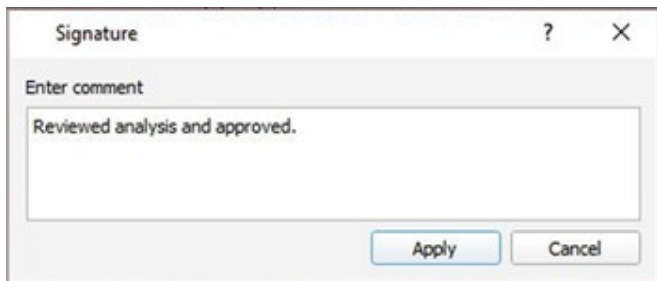 Signature ?
Enter comment
Reviewed analysis and approved.
Apply Cancel